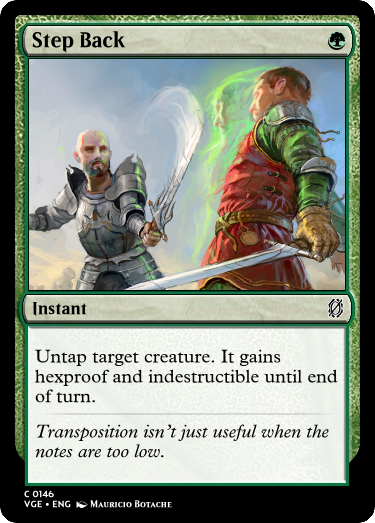 Step Back
Instant
Untap target creature. It gains
hexproof and indestructible until end
of turn.
Transposition isn't just useful when the
notes are too low.
C 0146
VGE • ENG Mauricio Botache